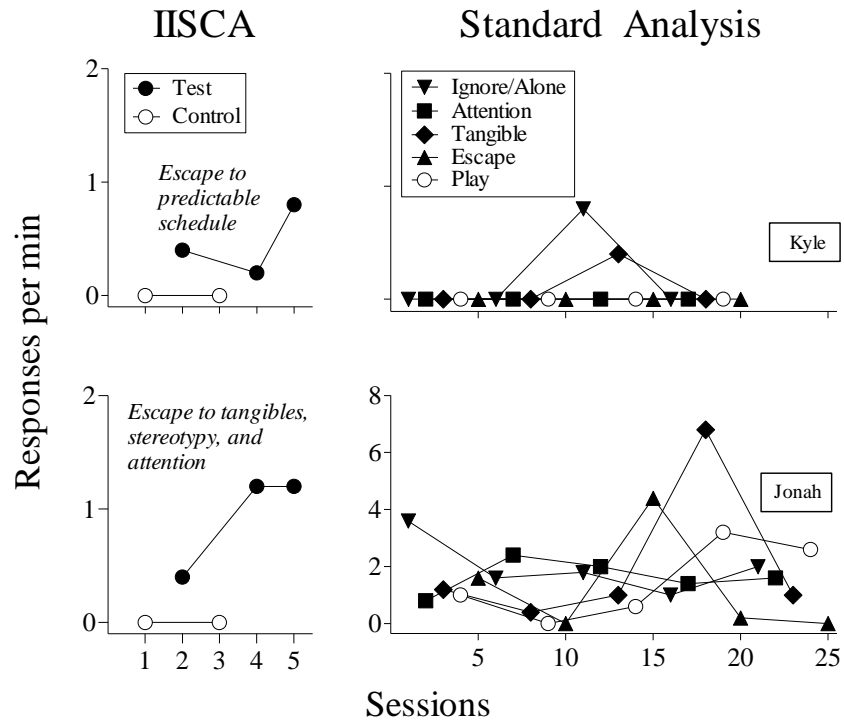 IISCA
Standard Analysis
2
Test
Control
Escape to
predictable
schedule
1
0
Ignore/Alone
Attention
Tangible
Escape
Play
Kyle
Responses per min
2
Escape to tangibles,
stereotypy, and
attention
1
0
1 2 3 4 5
8
6
4
2
0
Jonah
5 10 15 20 25
Sessions